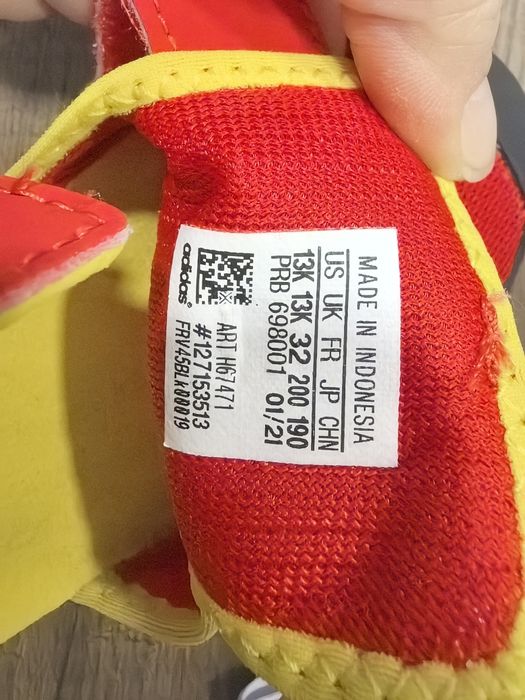 MADE IN INDONESIA
US UK FR JP CHN
13K 13K 32 200 190
PRB 698001 01/21
adidas®
ART H67471
#127153513